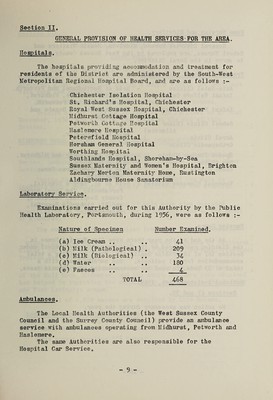 Section II.
GENERAL PROVISION OF HEALTH SERVICES FOR THE AREA.
Hospitals.
The hospitals providing accommodation and treatment for
residents of the District are administered by the South-West
Metropolitan Regional Hospital Board, and are as follows :-
Chichester Isolation Hospital
St. Richard's Hospital, Chichester
Royal West Sussex Hospital, Chichester
Midhurst Cottage Hospital
Petworth Cottage Hospital
Haslemere Hospital
Petersfield Hospital
Horsham General Hospital
Worthing Hospital
Southlands Hospital, Shoreham-by-Sea
Sussex Maternity and Women's Hospital, Brighton
Zachary Merton Maternity Home, Rustington
Aldingbourne House Sanatorium
Laboratory Service.
Examinations carried out for this Authority by the Public
Health Laboratory, Portsmouth, during 1956, were as follows :-
Nature of Specimen Number Examined.
(a) Ice Cream .. .. 41
(b) Milk (Pathological) . 209
(c) Milk (Biological) .. 34
(d) Water .. .. 180
(e) Faeces .. .. 4
TOTAL 468
Ambulances.
The Local Health Authorities (the West Sussex County
Council and the Surrey County Council) provide an ambulance
service with ambulances operating from Midhurst, Petworth and
Haslemere.
The same Authorities are also responsible for the
Hospital Car Service.
- 9 -